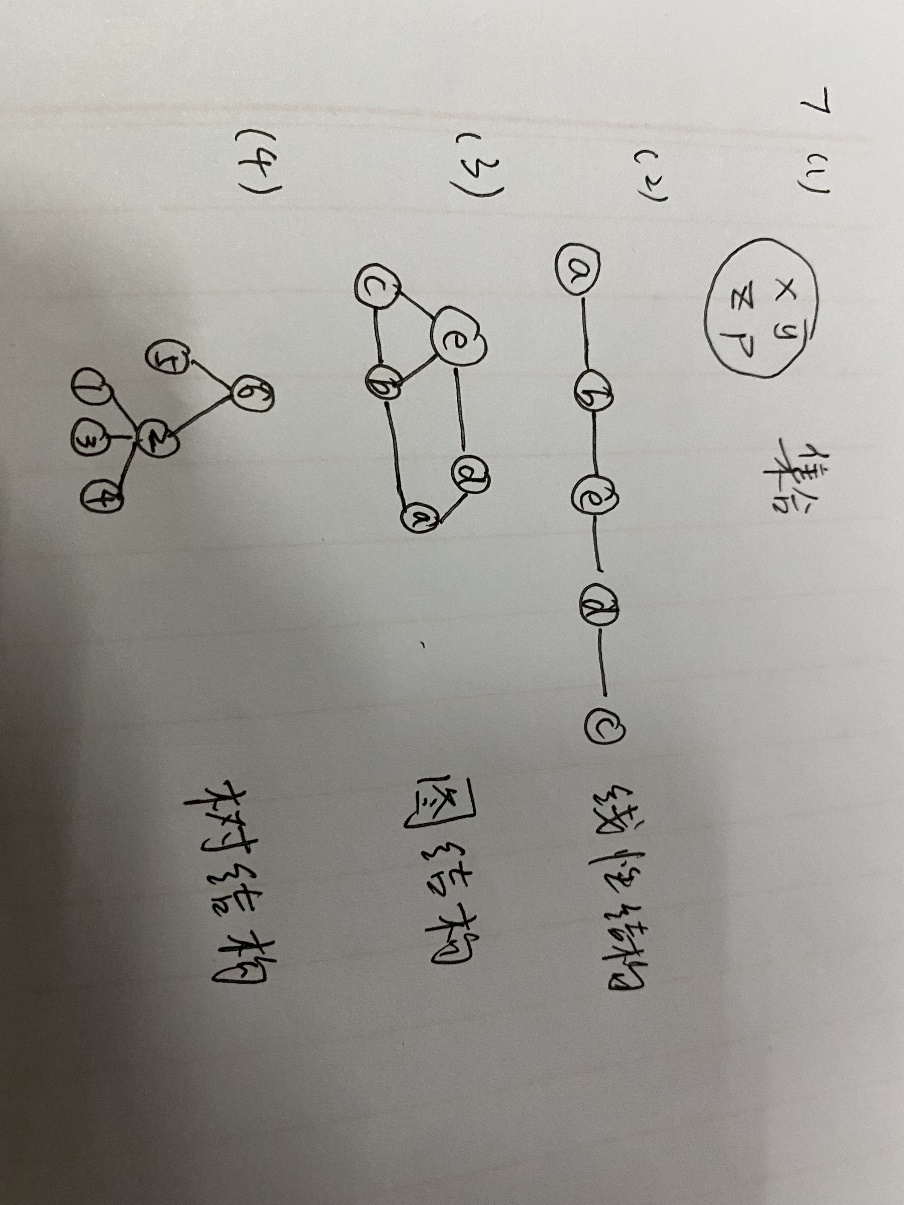 7 (1) x y 集合
z p
(2) a b e d c 线性结构
(3) c e b d a 图结构
(4) 6
5 2
1 3 4 树结构